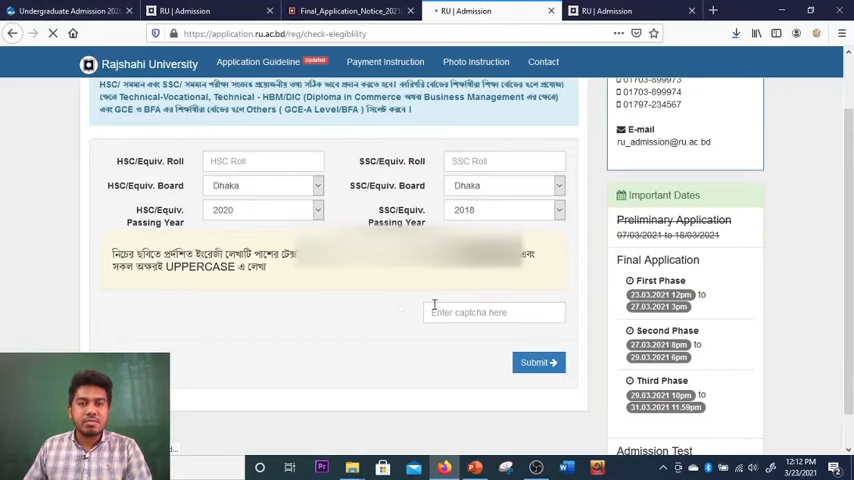 Undergraduate Admission 2020
RU | Admission
Final_Application_Notice_2021
RU | Admission
RU | Admission
https://application.ru.ac.bd/reg/check-elegiblility
Rajshahi University
Application Guideline Updated
Payment Instruction
Photo Instruction
Contact
HSC/ সমমান এবং SSC/ সমমান পরীক্ষা সংক্রান্ত প্রয়োজনীয় তথ্য সঠিক ভাবে প্রদান করতে হবে। কারিগরি বোর্ডের শিক্ষার্থীরা শিক্ষা বোর্ডের স্থলে প্রযোজ্য
ক্ষেত্রে Technical-Vocational, Technical - HBM/DIC (Diploma in Commerce অথবা Business Management এর ক্ষেত্রে)
এবং GCE ও BFA এর শিক্ষার্থীরা বোর্ডের স্থলে Others ( GCE-A Level/BFA ) সিলেক্ট করবে ।
HSC/Equiv. Roll
HSC Roll
SSC/Equiv. Roll
SSC Roll
HSC/Equiv. Board
Dhaka
SSC/Equiv. Board
Dhaka
HSC/Equiv.
Passing Year
2020
SSC/Equiv.
Passing Year
2018
নিচের ছবিতে প্রদর্শিত ইংরেজী লেখাটি পাশের এবং
সকল অক্ষরই UPPERCASE এ লেখা
Enter captcha here
Submit
01703-899973
01703-899974
01797-234667
E-mail
ru_admission@ru.ac.bd
Important Dates
Preliminary Application
07/03/2021 to 18/03/2021
Final Application
First Phase
23.03.2021 12pm to
27.03.2021 3pm
Second Phase
27.03.2021 8pm to
29.03.2021 6pm
Third Phase
29.03.2021 10pm to
31.03.2021 11.59pm
Admission Test
12:12 PM
3/23/2021